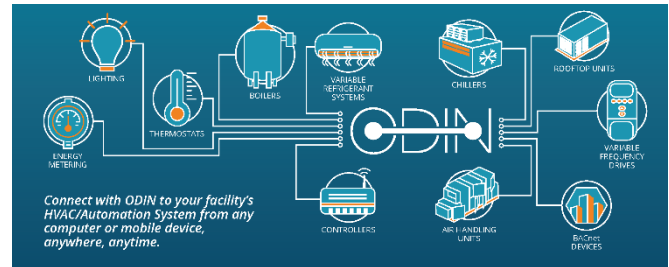 LIGHTING
THERMOSTATS
BOILERS
VARIABLE
REFRIGERANT
SYSTEMS
CHILLERS
ROOFTOP UNITS
ENERGY
METERING
ODIN
VARIABLE
FREQUENCY
DRIVES
CONTROLLERS
AIR HANDLING
UNITS
BACnet
DEVICES
Connect with ODIN to your facility's
HVAC/Automation System from any
computer or mobile device,
anywhere, anytime.